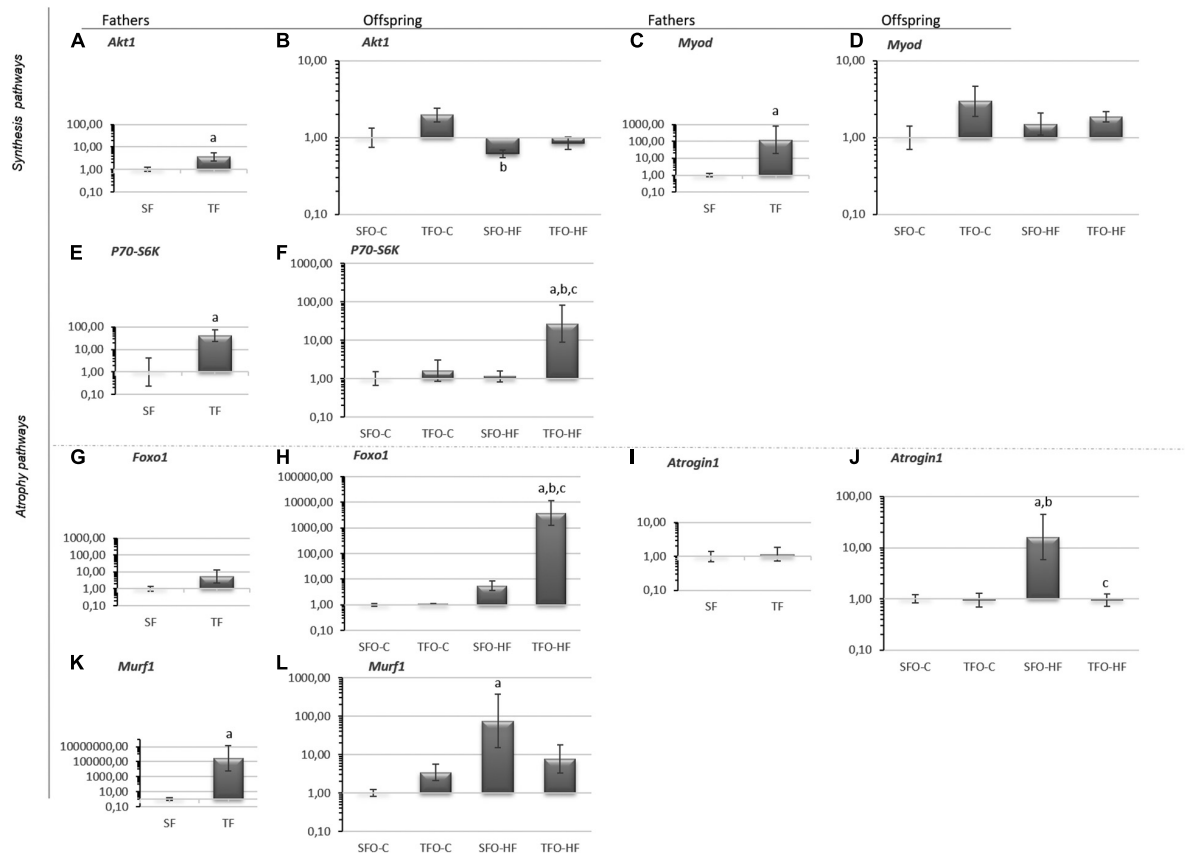 Fathers Offspring Fathers Offspring
Synthesis pathways
A Akt1
100,00
10,00
1,00
0,10
a
SF TF
B Akt1
10,00
1,00
0,10
b
SFO-C TFO-C SFO-HF TFO-HF
C Myod
1000,00
100,00
10,00
1,00
0,10
a
SF TF
D Myod
10,00
1,00
0,10
SFO-C TFO-C SFO-HF TFO-HF
E P70-S6K
100,00
10,00
1,00
0,10
a
SF TF
F P70-S6K
1000,00
100,00
10,00
1,00
0,10
a,b,c
SFO-C TFO-C SFO-HF TFO-HF
Atrophy pathways
G Foxo1
1000,00
100,00
10,00
1,00
0,10
SF TF
H Foxo1
100000,00
10000,00
1000,00
100,00
10,00
1,00
0,10
a,b,c
SFO-C TFO-C SFO-HF TFO-HF
I Atrogin1
10,00
1,00
0,10
SF TF
J Atrogin1
100,00
10,00
1,00
0,10
a,b
c
SFO-C TFO-C SFO-HF TFO-HF
K Murf1
10000000,00
100000,00
1000,00
10,00
0,10
a
SF TF
L Murf1
1000,00
100,00
10,00
1,00
0,10
a
SFO-C TFO-C SFO-HF TFO-HF